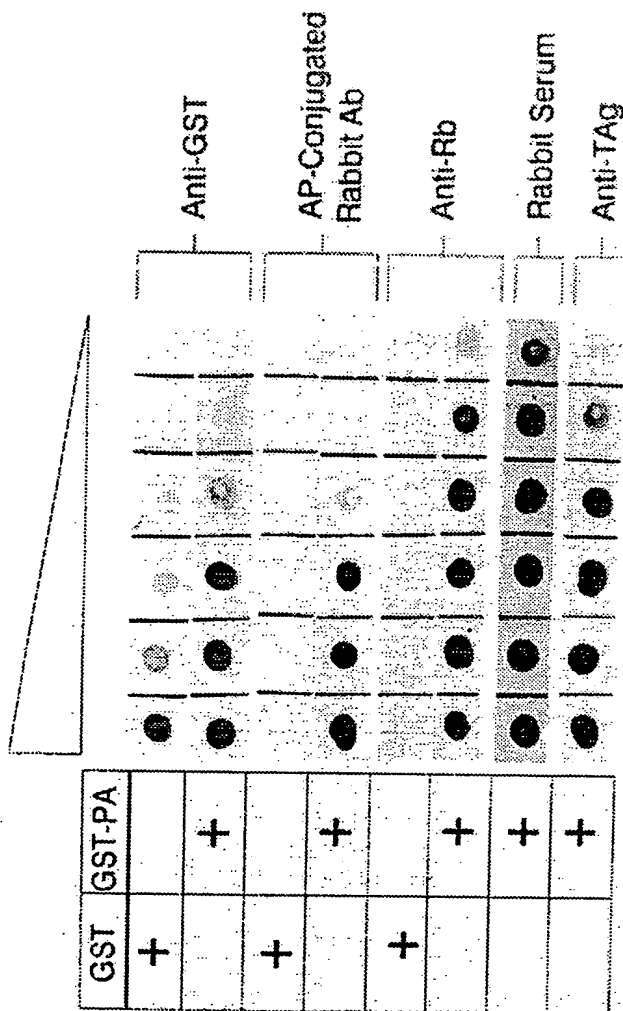 GST GST-PA
+ Anti-GST
+
+ AP-Conjugated
+ Rabbit Ab
+ Anti-Rb
+
+ Rabbit Serum
+ Anti-TAg